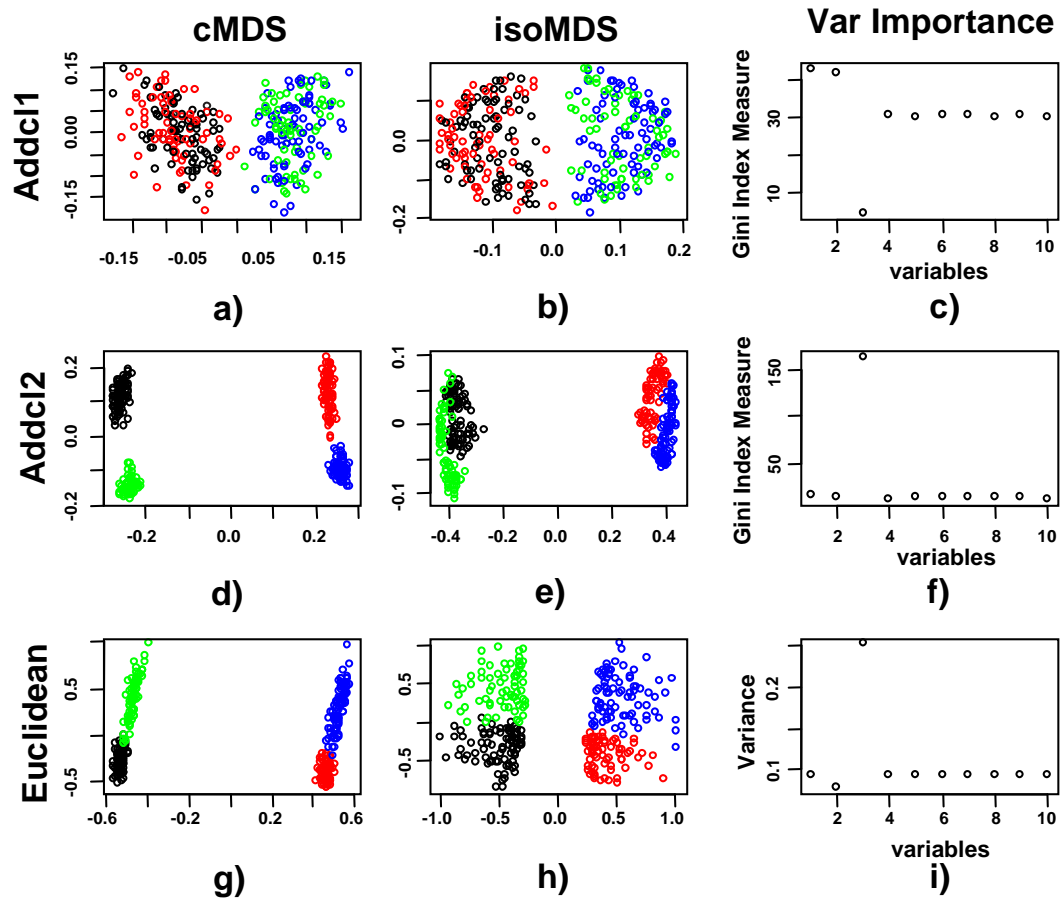 cMDS isoMDS Var Importance
Addcl1
0.15
0.00
-0.15
-0.15 -0.05 0.05 0.15
a)
0.0
-0.2
-0.1 0.0 0.1 0.2
b)
Gini Index Measure
30
10
2 4 6 8 10
variables
c)
Addcl2
0.2
0.0
-0.2
-0.2 0.0 0.2
d)
0.1
0
-0.1
-0.4 -0.2 0.0 0.2 0.4
e)
Gini Index Measure
150
50
2 4 6 8 10
variables
f)
Euclidean
0.5
-0.5
-0.6 -0.2 0.2 0.6
g)
0.5
-0.5
-1.0 -0.5 0.0 0.5 1.0
h)
Variance
0.2
0.1
2 4 6 8 10
variables
i)